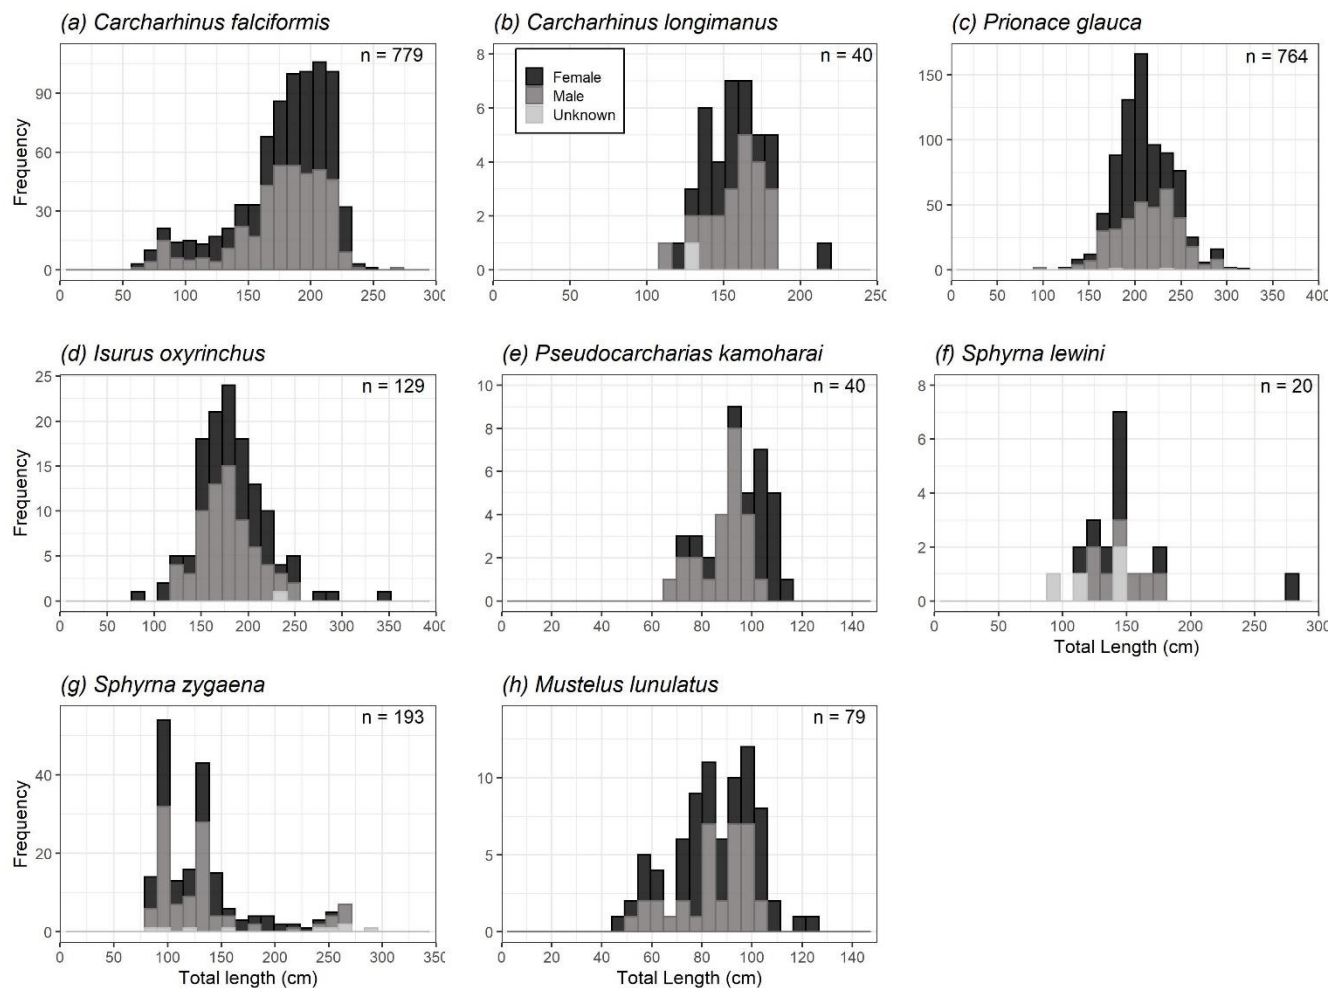 (a) Carcharhinus falciformis
(b) Carcharhinus longimanus
(c) Prionace glauca
n = 779
n = 40
n = 764
Female
Male
Unknown
Frequency
90
60
30
0
8
6
4
2
0
150
100
50
0
0 50 100 150 200 250 300
0 50 100 150 200 250
0 50 100 150 200 250 300 350 400
(d) Isurus oxyrinchus
(e) Pseudocarcharias kamoharai
(f) Sphyrna lewini
n = 129
n = 40
n = 20
Frequency
25
20
15
10
5
0
10
8
6
4
2
0
8
6
4
2
0
0 50 100 150 200 250 300 350 400
0 20 40 60 80 100 120 140
0 50 100 150 200 250 300
Total Length (cm)
(g) Sphyrna zygaena
(h) Mustelus lunulatus
n = 193
n = 79
Frequency
40
20
0
10
5
0
0 50 100 150 200 250 300 350
0 20 40 60 80 100 120 140
Total length (cm)
Total length (cm)